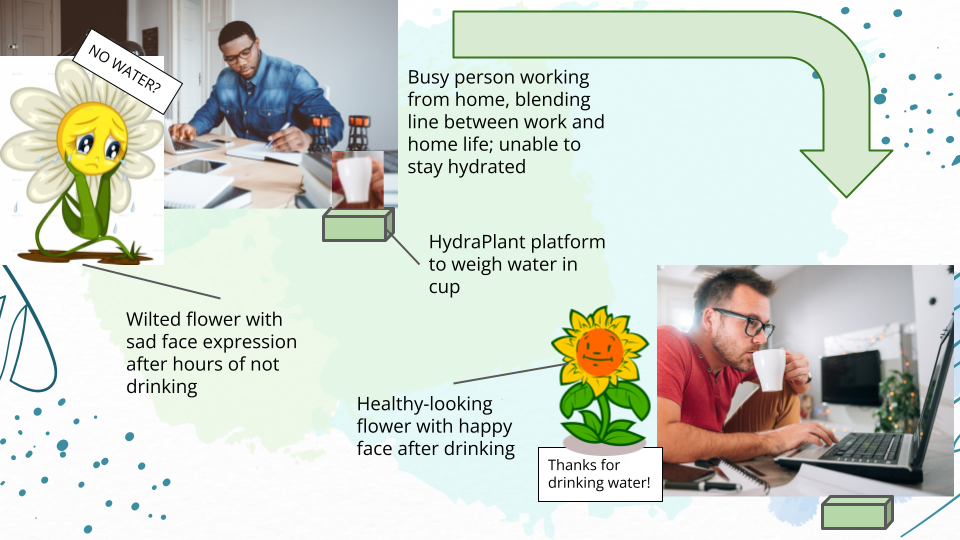 NO WATER?
Busy person working
from home, blending
line between work and
home life; unable to
stay hydrated
HydraPlant platform
to weigh water in
cup
Wilted flower with
sad face expression
after hours of not
drinking
Healthy-looking
flower with happy
face after drinking
Thanks for
drinking water!